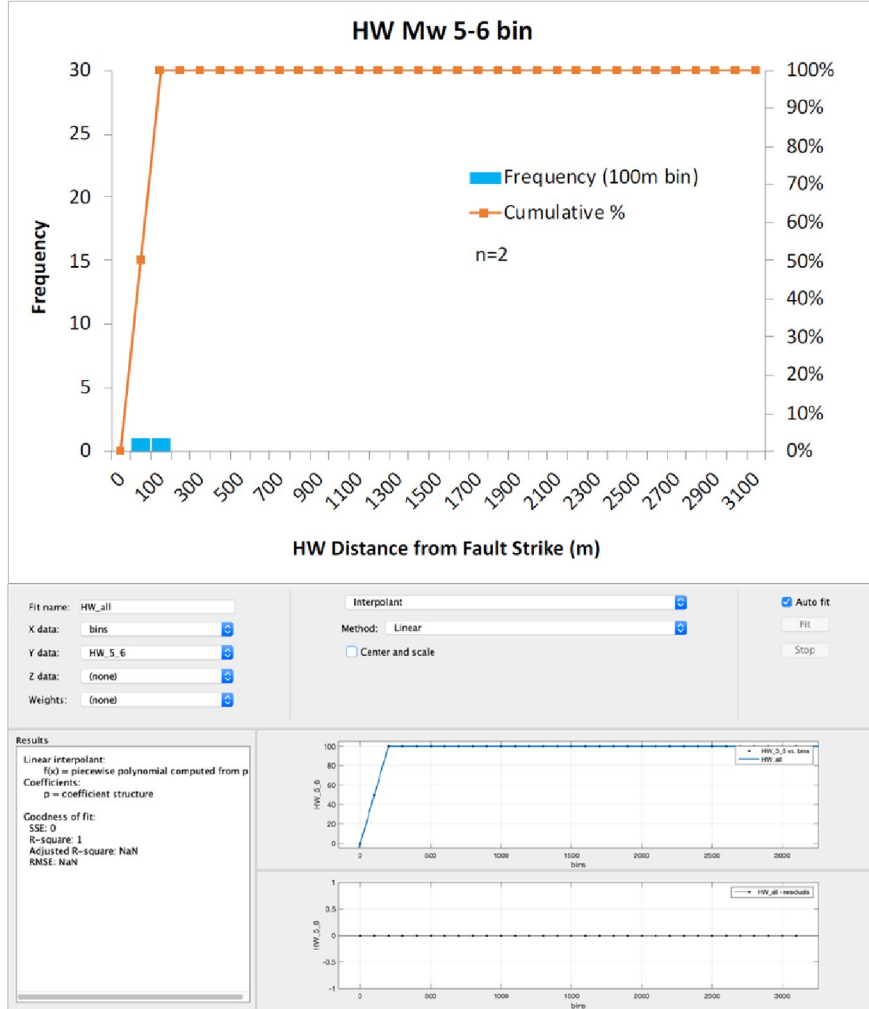 HW Mw 5-6 bin
30
25
20
15
10
5
0
Frequency
100%
90%
80%
70%
60%
50%
40%
30%
20%
10%
0%
Frequency (100m bin)
Cumulative %
n=2
0 100 300 500 700 900 1100 1300 1500 1700 1900 2100 2300 2500 2700 2900 3100
HW Distance from Fault Strike (m)
Fit name: HW_all
X data: bins
Y data: HW_5_6
Z data: (none)
Weights: (none)
Interpolant
Method: Linear
Center and scale
Auto fit
Fit
Stop
Results
Linear interpolant:
f(x) = piecewise polynomial computed from p
Coefficients:
p = coefficient structure
Goodness of fit:
SSE: 0
R-square: 1
Adjusted R-square: NaN
RMSE: NaN
100
80
60
40
20
0
HW_5_6
HW_5_6 vs. bins
HW_all
0 500 1000 1500 2000 2500 3000
bins
1
0.5
0
-0.5
-1
HW_5_6
HW_all - residuals
0 500 1000 1500 2000 2500 3000
bins